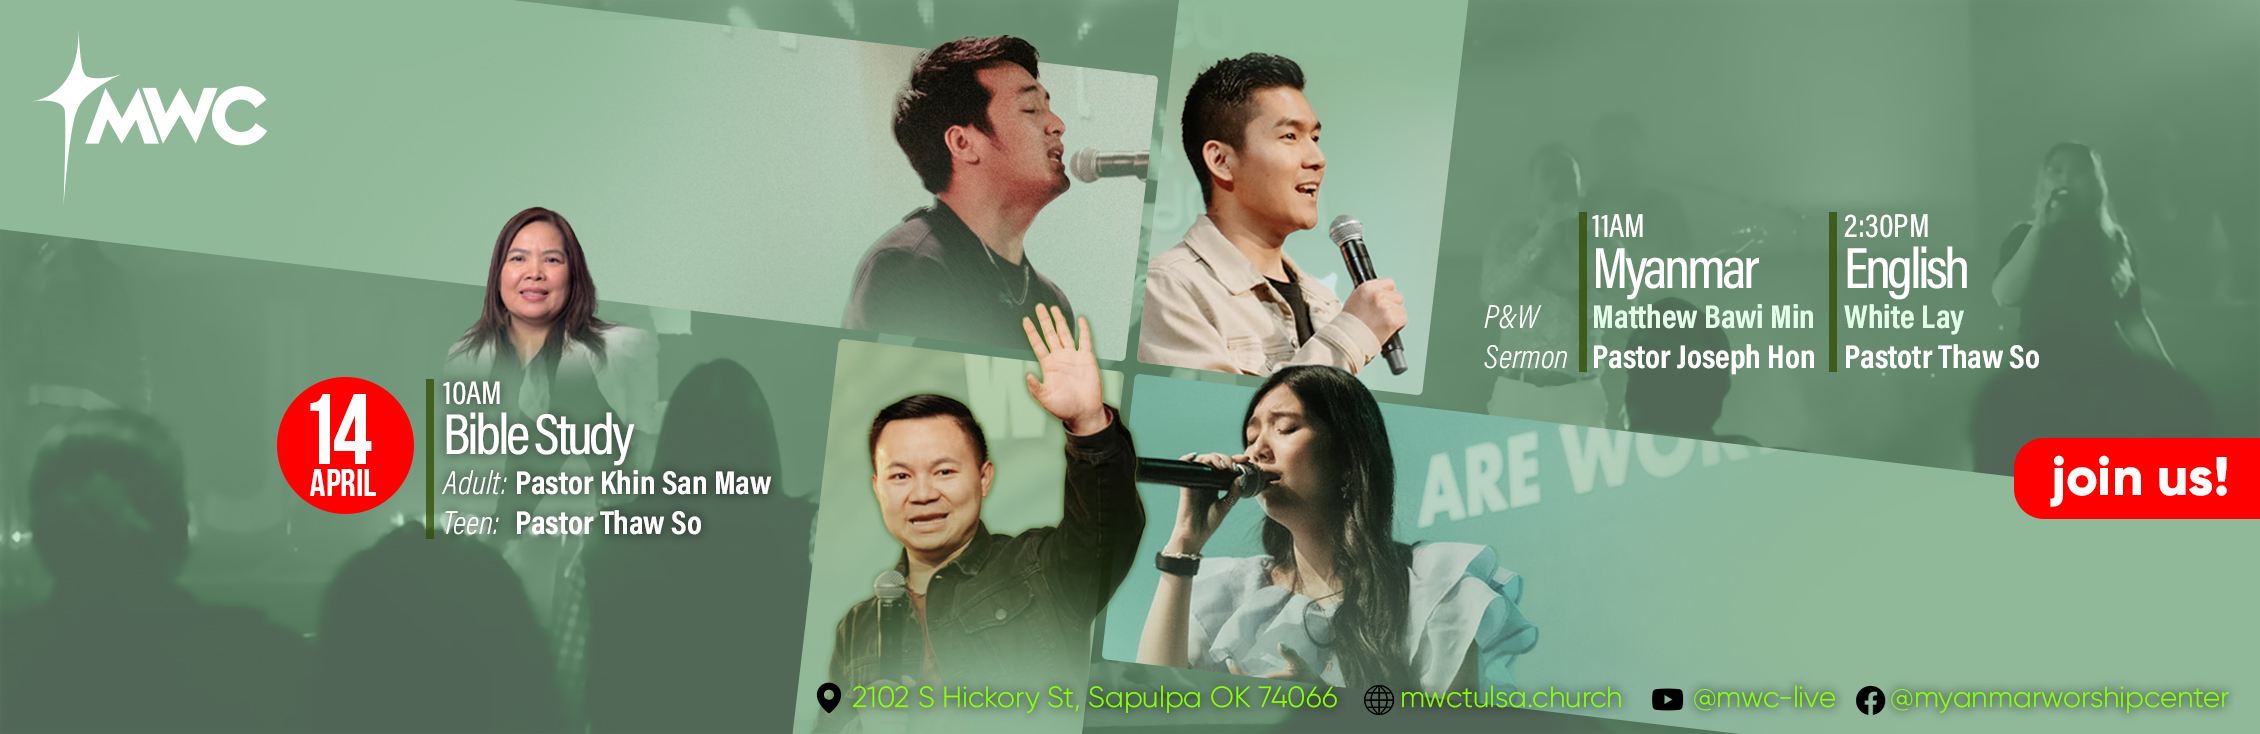 MWC
14
APRIL
10AM
Bible Study
Adult: Pastor Khin San Maw
Teen: Pastor Thaw So
11AM
Myanmar
P&W Matthew Bawi Min
Sermon Pastor Joseph Hon
2:30PM
English
White Lay
Pastotr Thaw So
ARE WOR
join us!
2102 S Hickory St, Sapulpa OK 74066 mwctulsa.church @mwc-live @myanmarworshipcenter